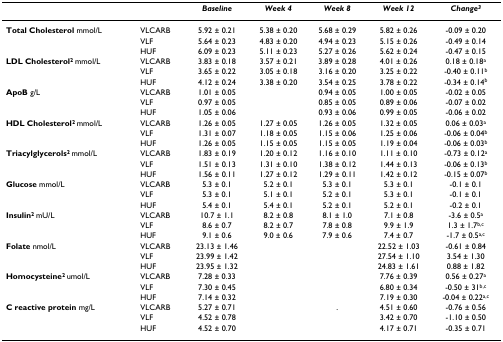 Baseline Week 4 Week 8 Week 12 Change³
Total Cholesterol mmol/L VLCARB 5.92 ± 0.21 5.38 ± 0.20 5.68 ± 0.29 5.82 ± 0.26 -0.09 ± 0.20
VLF 5.64 ± 0.23 4.83 ± 0.20 4.94 ± 0.23 5.15 ± 0.26 -0.49 ± 0.14
HUF 6.09 ± 0.23 5.11 ± 0.23 5.27 ± 0.26 5.62 ± 0.24 -0.47 ± 0.15
LDL Cholesterol² mmol/L VLCARB 3.83 ± 0.18 3.57 ± 0.21 3.89 ± 0.28 4.01 ± 0.26 0.18 ± 0.18ᵃ
VLF 3.65 ± 0.22 3.05 ± 0.18 3.16 ± 0.20 3.25 ± 0.22 -0.40 ± 0.11ᵇ
HUF 4.12 ± 0.24 3.38 ± 0.20 3.54 ± 0.25 3.78 ± 0.22 -0.34 ± 0.14ᵇ
ApoB g/L VLCARB 1.01 ± 0.05 0.94 ± 0.05 1.00 ± 0.05 -0.02 ± 0.05
VLF 0.97 ± 0.05 0.85 ± 0.05 0.89 ± 0.06 -0.07 ± 0.02
HUF 1.05 ± 0.06 0.93 ± 0.06 0.99 ± 0.05 -0.06 ± 0.02
HDL Cholesterol² mmol/L VLCARB 1.26 ± 0.05 1.27 ± 0.05 1.26 ± 0.05 1.32 ± 0.05 0.06 ± 0.03ᵃ
VLF 1.31 ± 0.07 1.18 ± 0.05 1.15 ± 0.06 1.25 ± 0.06 -0.06 ± 0.04ᵇ
HUF 1.26 ± 0.05 1.15 ± 0.05 1.15 ± 0.05 1.19 ± 0.04 -0.06 ± 0.03ᵇ
Triacylglycerols² mmol/L VLCARB 1.83 ± 0.19 1.20 ± 0.12 1.16 ± 0.10 1.11 ± 0.10 -0.73 ± 0.12ᵃ
VLF 1.51 ± 0.13 1.31 ± 0.10 1.38 ± 0.12 1.44 ± 0.13 -0.06 ± 0.13ᵇ
HUF 1.56 ± 0.11 1.27 ± 0.12 1.29 ± 0.11 1.42 ± 0.12 -0.15 ± 0.07ᵇ
Glucose mmol/L VLCARB 5.3 ± 0.1 5.2 ± 0.1 5.3 ± 0.1 5.3 ± 0.1 -0.1 ± 0.1
VLF 5.3 ± 0.1 5.1 ± 0.1 5.2 ± 0.1 5.3 ± 0.1 -0.1 ± 0.1
HUF 5.4 ± 0.1 5.4 ± 0.1 5.2 ± 0.1 5.2 ± 0.1 -0.2 ± 0.1
Insulin² mU/L VLCARB 10.7 ± 1.1 8.2 ± 0.8 8.1 ± 1.0 7.1 ± 0.8 -3.6 ± 0.5ᵃ
VLF 8.6 ± 0.7 8.2 ± 0.7 7.8 ± 0.8 9.9 ± 1.9 1.3 ± 1.7ᵇ,ᶜ
HUF 9.1 ± 0.6 9.0 ± 0.6 7.9 ± 0.6 7.4 ± 0.7 -1.7 ± 0.5ᵃ,ᶜ
Folate nmol/L VLCARB 23.13 ± 1.46 22.52 ± 1.03 -0.61 ± 0.84
VLF 23.99 ± 1.42 27.54 ± 1.10 3.54 ± 1.30
HUF 23.95 ± 1.32 24.83 ± 1.61 0.88 ± 1.82
Homocysteine² umol/L VLCARB 7.28 ± 0.33 7.76 ± 0.39 0.56 ± 0.27ᵃ
VLF 7.30 ± 0.45 6.80 ± 0.34 -0.50 ± 31ᵇ,ᶜ
HUF 7.14 ± 0.32 7.19 ± 0.30 -0.04 ± 0.22ᵃ,ᶜ
C reactive protein mg/L VLCARB 5.27 ± 0.71 . 4.51 ± 0.60 -0.76 ± 0.56
VLF 4.52 ± 0.78 3.42 ± 0.70 -1.10 ± 0.50
HUF 4.52 ± 0.70 4.17 ± 0.71 -0.35 ± 0.71